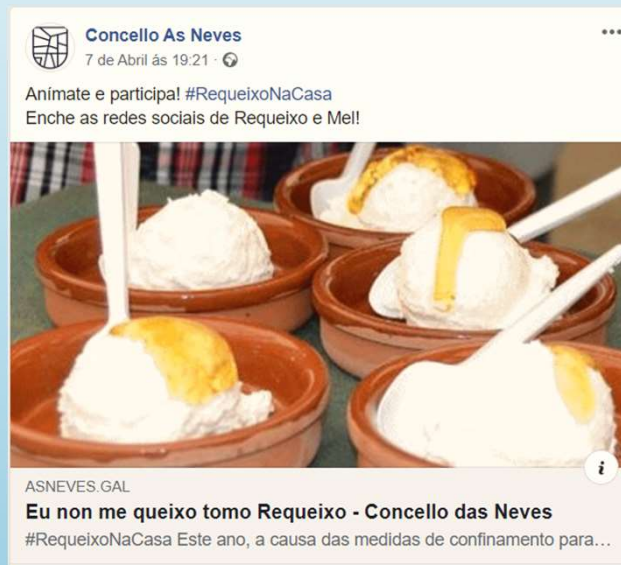 Concello As Neves
7 de Abril ás 19:21 ·
Anímate e participa! #RequeixoNaCasa
Enche as redes sociais de Requeixo e Mel!
i
ASNEVES.GAL
Eu non me queixo tomo Requeixo - Concello das Neves
#RequeixoNaCasa Este ano, a causa das medidas de confinamento para...